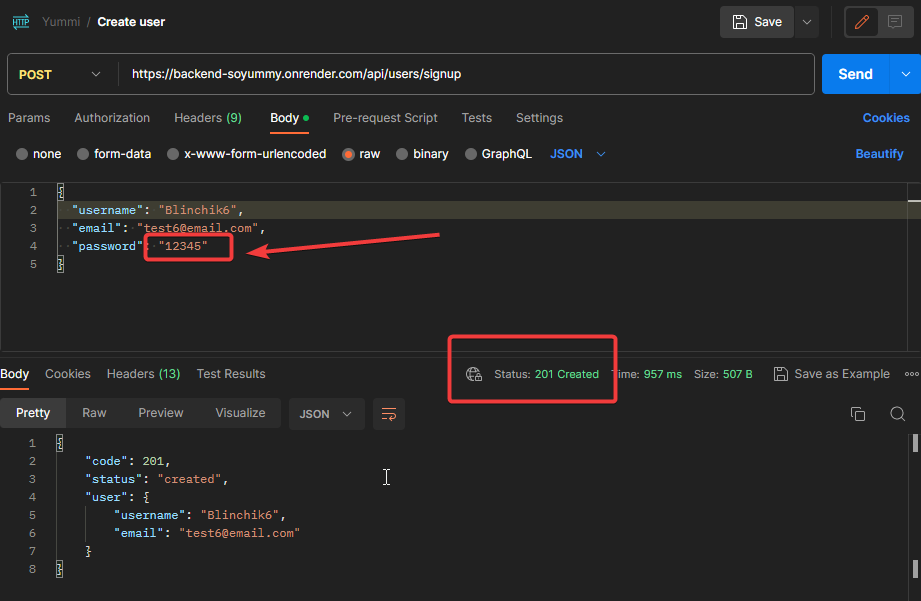 HTTP Yummi / Create user Save
POST https://backend-soyummy.onrender.com/api/users/signup Send
Params Authorization Headers (9) Body Pre-request Script Tests Settings Cookies
none form-data x-www-form-urlencoded raw binary GraphQL JSON Beautify
1 {
2 "username": "Blinchik6",
3 "email": "test6@email.com",
4 "password": "12345"
5 }
Body Cookies Headers (13) Test Results Status: 201 Created Time: 957 ms Size: 507 B Save as Example
Pretty Raw Preview Visualize JSON
1 {
2 "code": 201,
3 "status": "created",
4 "user": {
5 "username": "Blinchik6",
6 "email": "test6@email.com"
7 }
8 }